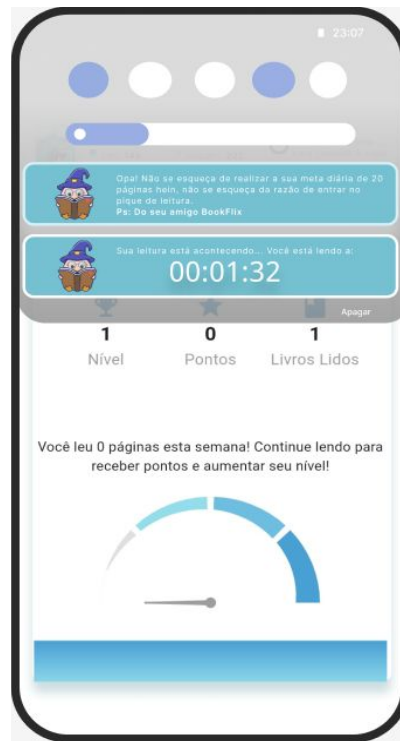 23:07
Opa! Não se esqueça de realizar a sua meta diária de 20
páginas hein, não se esqueça da razão de entrar no
pique de leitura.
Ps: Do seu amigo BookFlix
Sua leitura está acontecendo... Você está lendo a:
00:01:32
Apagar
1 0 1
Nível Pontos Livros Lidos
Você leu 0 páginas esta semana! Continue lendo para
receber pontos e aumentar seu nível!